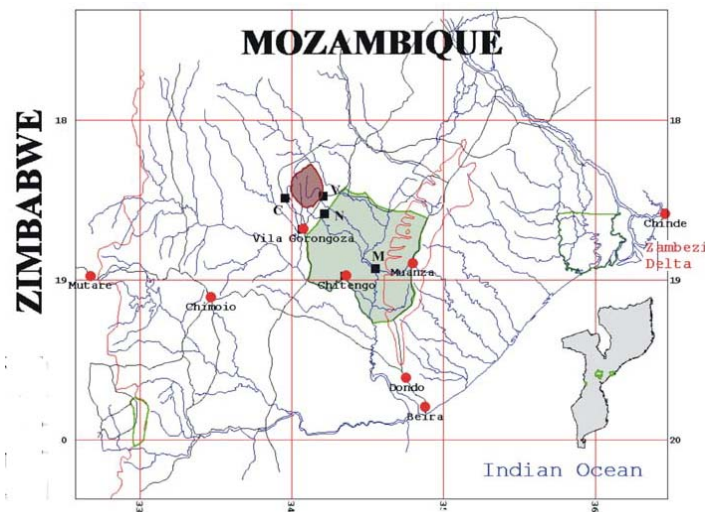 MOZAMBIQUE
ZIMBABWE
18
18
C
V
N
Vila Gorongoza
Chinde
Zambezi
Delta
M
Muanza
Mutare
19
19
Chitengo
Chimoio
Dondo
Beira
0
20
Indian Ocean
33
34
35
36